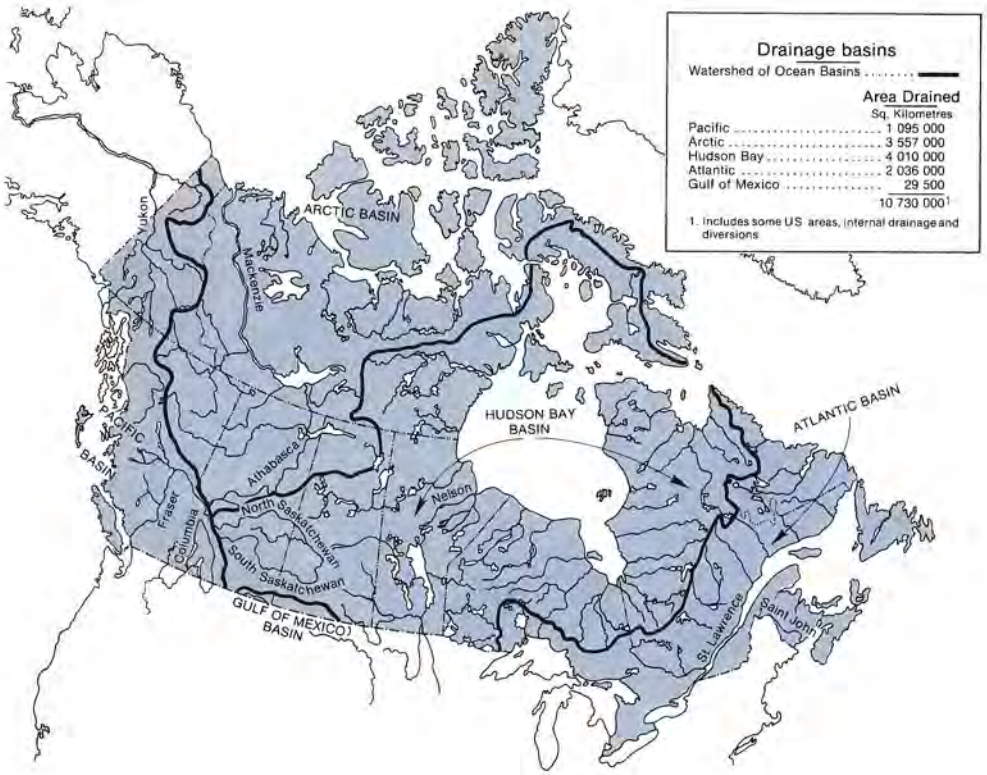 Drainage basins
Watershed of Ocean Basins ........
Area Drained
Sq. Kilometres
Pacific .................... 1 095 000
Arctic .................... 3 557 000
Hudson Bay ................ 4 010 000
Atlantic .................. 2 036 000
Gulf of Mexico ............. 29 500
10 730 000¹
1. Includes some US areas, internal drainage and
diversions
Yukon
Mackenzie
ARCTIC BASIN
PACIFIC
BASIN
HUDSON BAY
BASIN
ATLANTIC BASIN
Athabasca
Nelson
Fraser
Columbia
North Saskatchewan
South Saskatchewan
GULF OF MEXICO
BASIN
St. Lawrence
Saint John